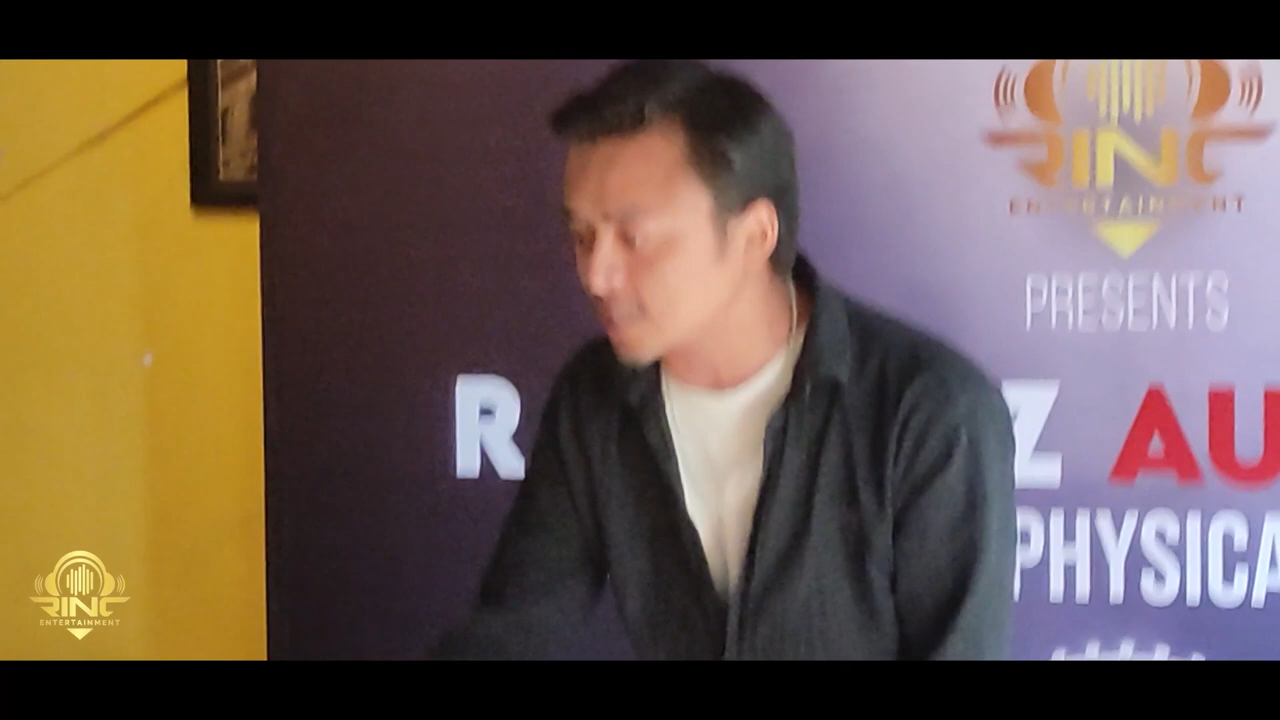 RINC
ENTERTAINMENT
PRESENTS
R Z AU
PHYSICA
RINC
ENTERTAINMENT